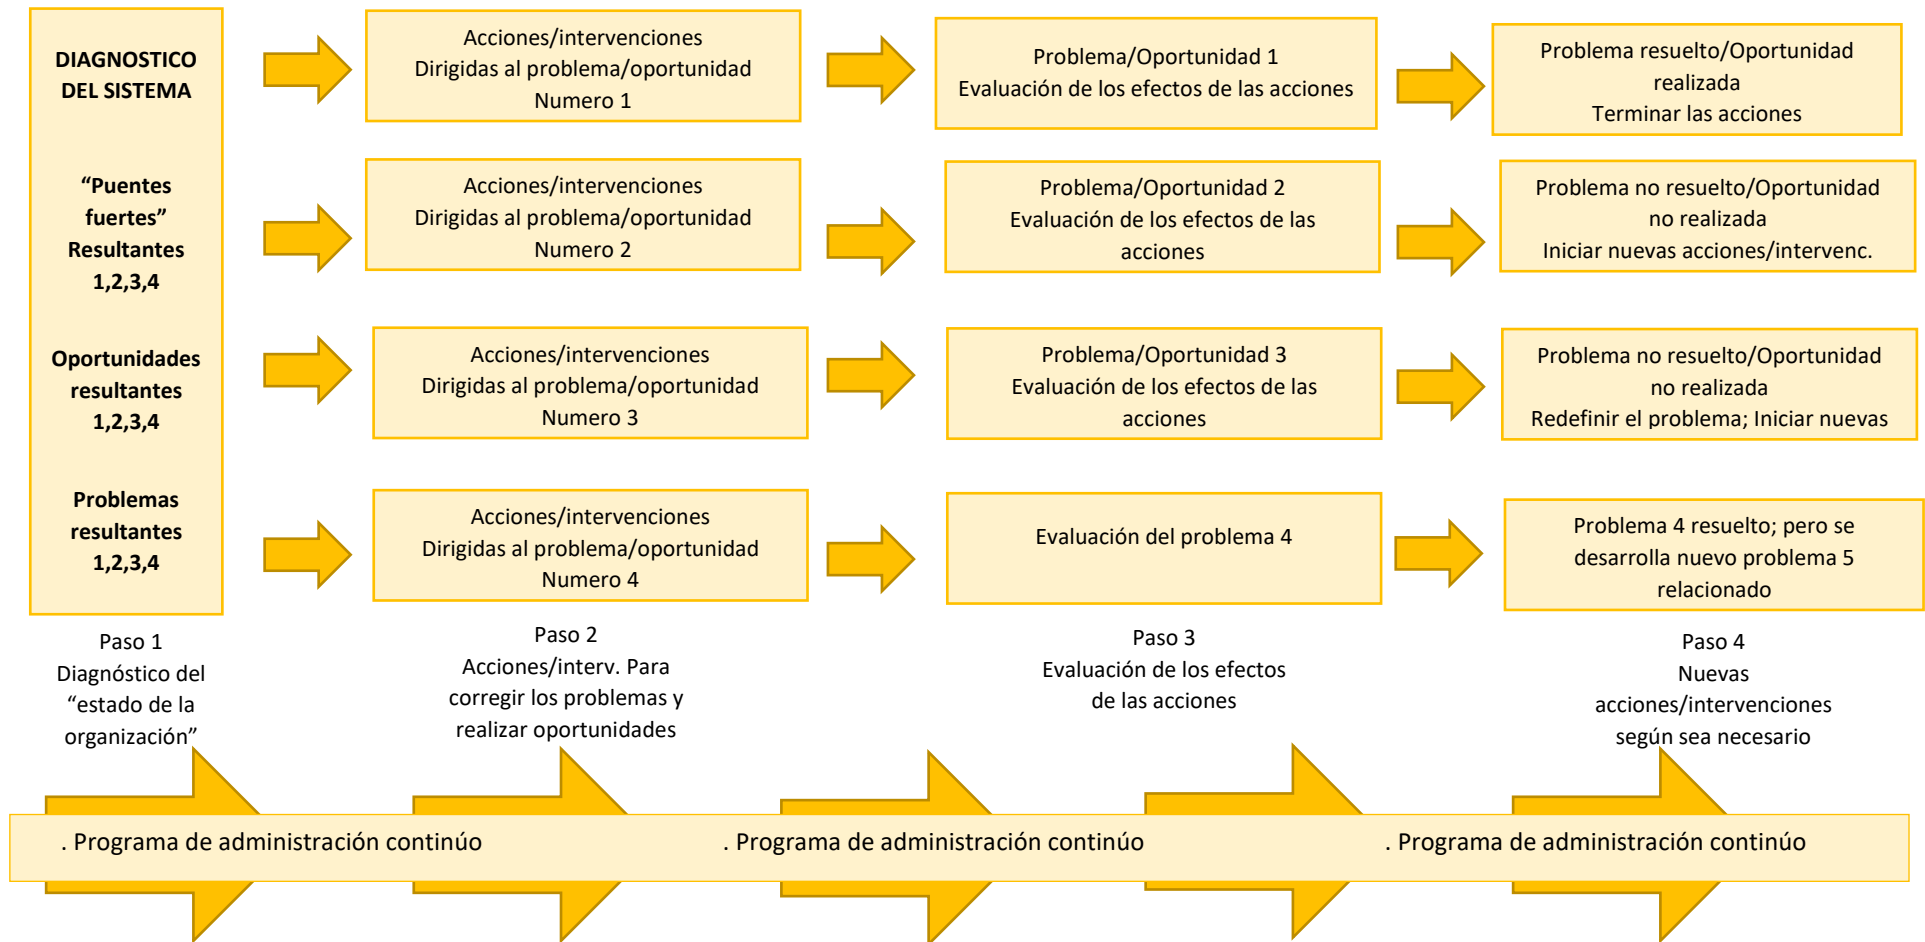 DIAGNOSTICO
DEL SISTEMA
“Puentes
fuertes”
Resultantes
1,2,3,4
Oportunidades
resultantes
1,2,3,4
Problemas
resultantes
1,2,3,4
Acciones/intervenciones
Dirigidas al problema/oportunidad
Numero 1
Problema/Oportunidad 1
Evaluación de los efectos de las acciones
Problema resuelto/Oportunidad
realizada
Terminar las acciones
Acciones/intervenciones
Dirigidas al problema/oportunidad
Numero 2
Problema/Oportunidad 2
Evaluación de los efectos de las
acciones
Problema no resuelto/Oportunidad
no realizada
Iniciar nuevas acciones/intervenc.
Acciones/intervenciones
Dirigidas al problema/oportunidad
Numero 3
Problema/Oportunidad 3
Evaluación de los efectos de las
acciones
Problema no resuelto/Oportunidad
no realizada
Redefinir el problema; Iniciar nuevas
Acciones/intervenciones
Dirigidas al problema/oportunidad
Numero 4
Evaluación del problema 4
Problema 4 resuelto; pero se
desarrolla nuevo problema 5
relacionado
Paso 1
Diagnóstico del
“estado de la
organización”
Paso 2
Acciones/interv. Para
corregir los problemas y
realizar oportunidades
Paso 3
Evaluación de los efectos
de las acciones
Paso 4
Nuevas
acciones/intervenciones
según sea necesario
. Programa de administración continúo
. Programa de administración continúo
. Programa de administración continúo